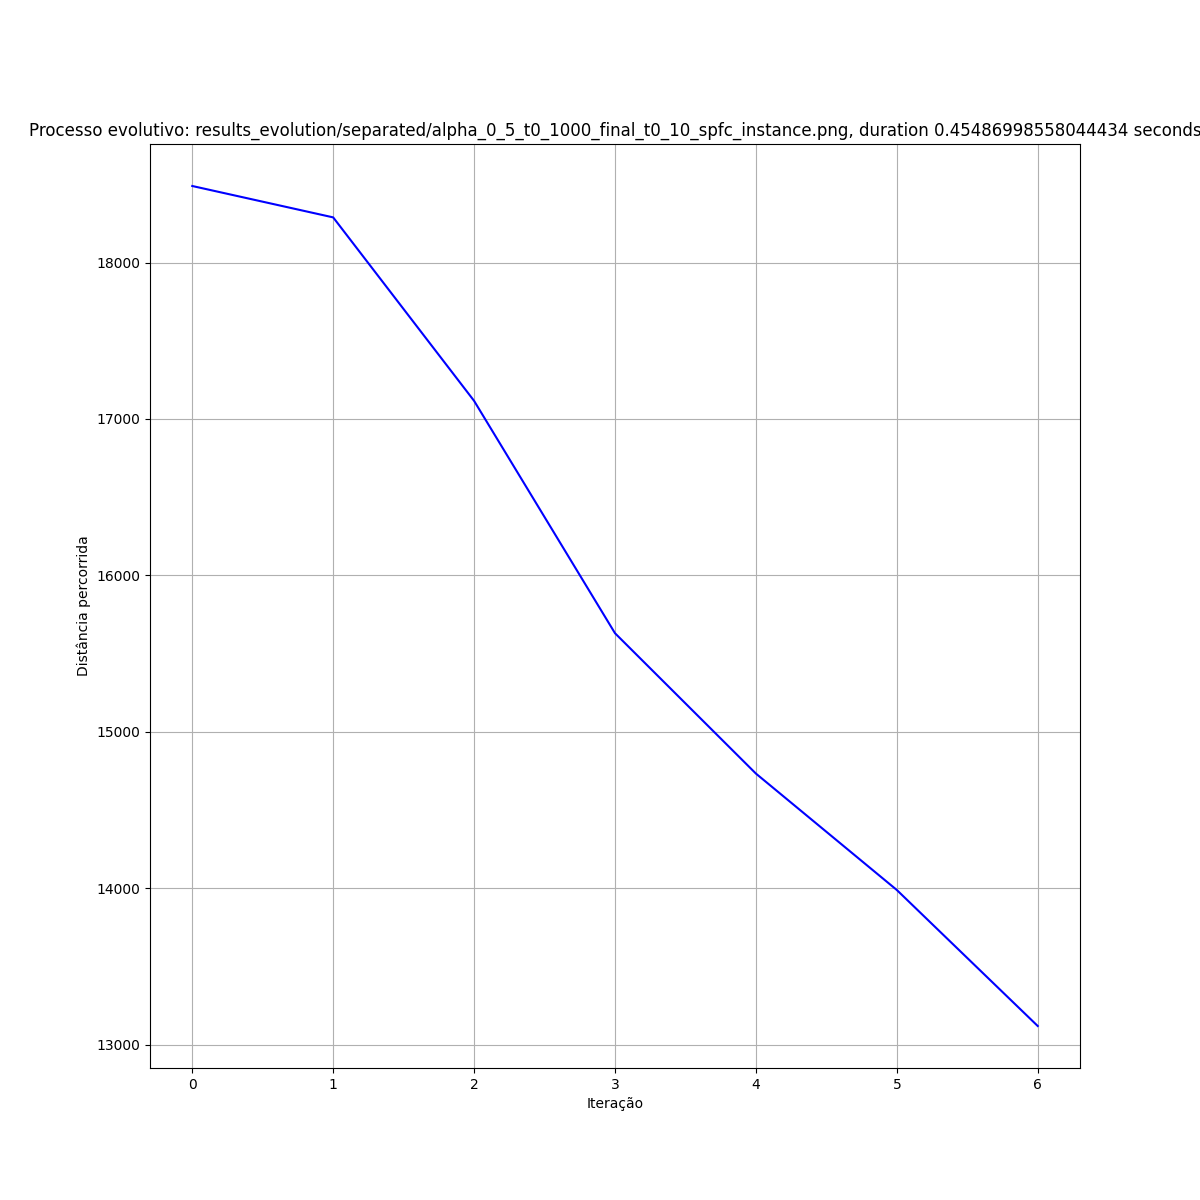 Processo evolutivo: results_evolution/separated/alpha_0_5_t0_1000_final_t0_10_spfc_instance.png, duration 0.45486998558044434 seconds
18000
17000
16000
15000
14000
13000
Distância percorrida
0 1 2 3 4 5 6
Iteração